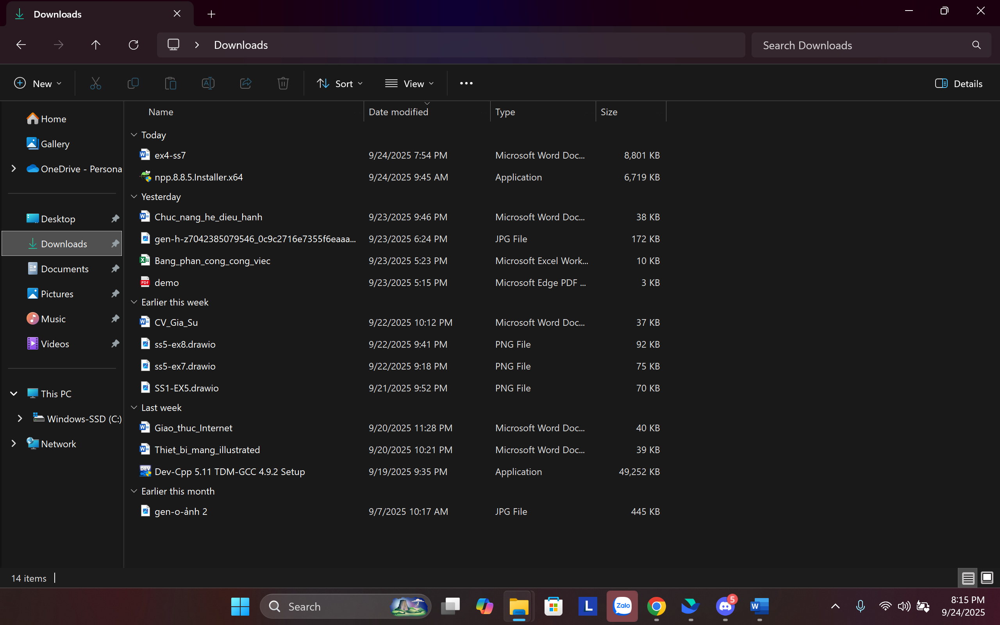 Downloads
Downloads
Search Downloads
New
Sort
View
Details
Name Date modified Type Size
Home
Gallery
OneDrive - Persona
Desktop
Downloads
Documents
Pictures
Music
Videos
This PC
Windows-SSD (C:)
Network
Today
ex4-ss7 9/24/2025 7:54 PM Microsoft Word Doc... 8,801 KB
npp.8.8.5.Installer.x64 9/24/2025 9:45 AM Application 6,719 KB
Yesterday
Chuc_nang_he_dieu_hanh 9/23/2025 9:46 PM Microsoft Word Doc... 38 KB
gen-h-z7042385079546_0c9c2716e7355f6eaaa... 9/23/2025 6:24 PM JPG File 172 KB
Bang_phan_cong_cong_viec 9/23/2025 5:23 PM Microsoft Excel Work... 10 KB
demo 9/23/2025 5:15 PM Microsoft Edge PDF ... 3 KB
Earlier this week
CV_Gia_Su 9/22/2025 10:12 PM Microsoft Word Doc... 37 KB
ss5-ex8.drawio 9/22/2025 9:41 PM PNG File 92 KB
ss5-ex7.drawio 9/22/2025 9:18 PM PNG File 75 KB
SS1-EX5.drawio 9/21/2025 9:52 PM PNG File 70 KB
Last week
Giao_thuc_Internet 9/20/2025 11:28 PM Microsoft Word Doc... 40 KB
Thiet_bi_mang_illustrated 9/20/2025 10:21 PM Microsoft Word Doc... 39 KB
Dev-Cpp 5.11 TDM-GCC 4.9.2 Setup 9/19/2025 9:35 PM Application 49,252 KB
Earlier this month
gen-o-ảnh 2 9/7/2025 10:17 AM JPG File 445 KB
14 items
Search
L
Zalo
5
W
8:15 PM
9/24/2025